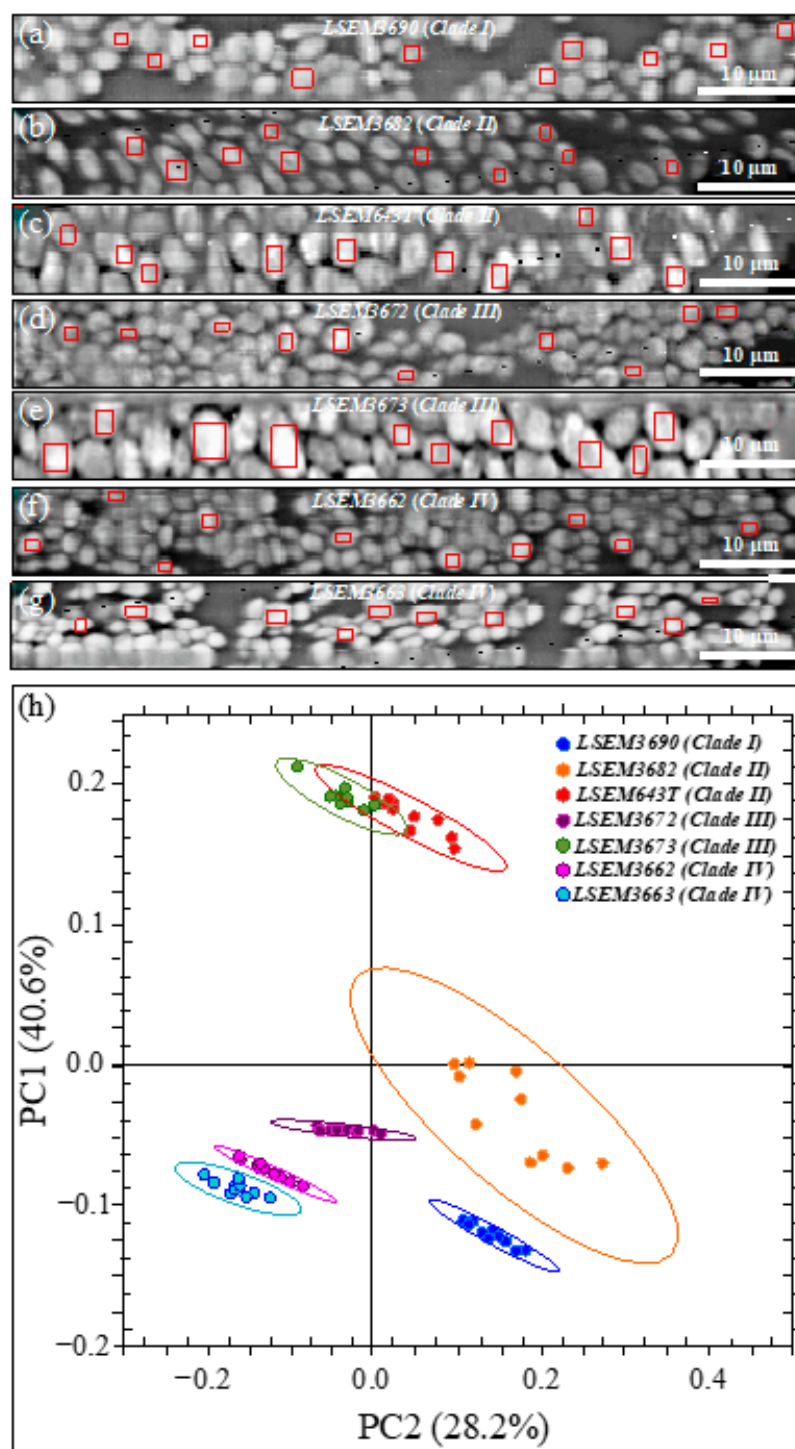 (a) LSEM3690 (Clade I)
10 μm
(b) LSEM3682 (Clade II)
10 μm
(c) LSEM643T (Clade II)
10 μm
(d) LSEM3672 (Clade III)
10 μm
(e) LSEM3673 (Clade III)
10 μm
(f) LSEM3662 (Clade IV)
10 μm
(g) LSEM3663 (Clade IV)
10 μm
(h)
LSEM3690 (Clade I)
LSEM3682 (Clade II)
LSEM643T (Clade II)
LSEM3672 (Clade III)
LSEM3673 (Clade III)
LSEM3662 (Clade IV)
LSEM3663 (Clade IV)
0.2
0.1
0.0
−0.1
−0.2
PC1 (40.6%)
−0.2 0.0 0.2 0.4
PC2 (28.2%)